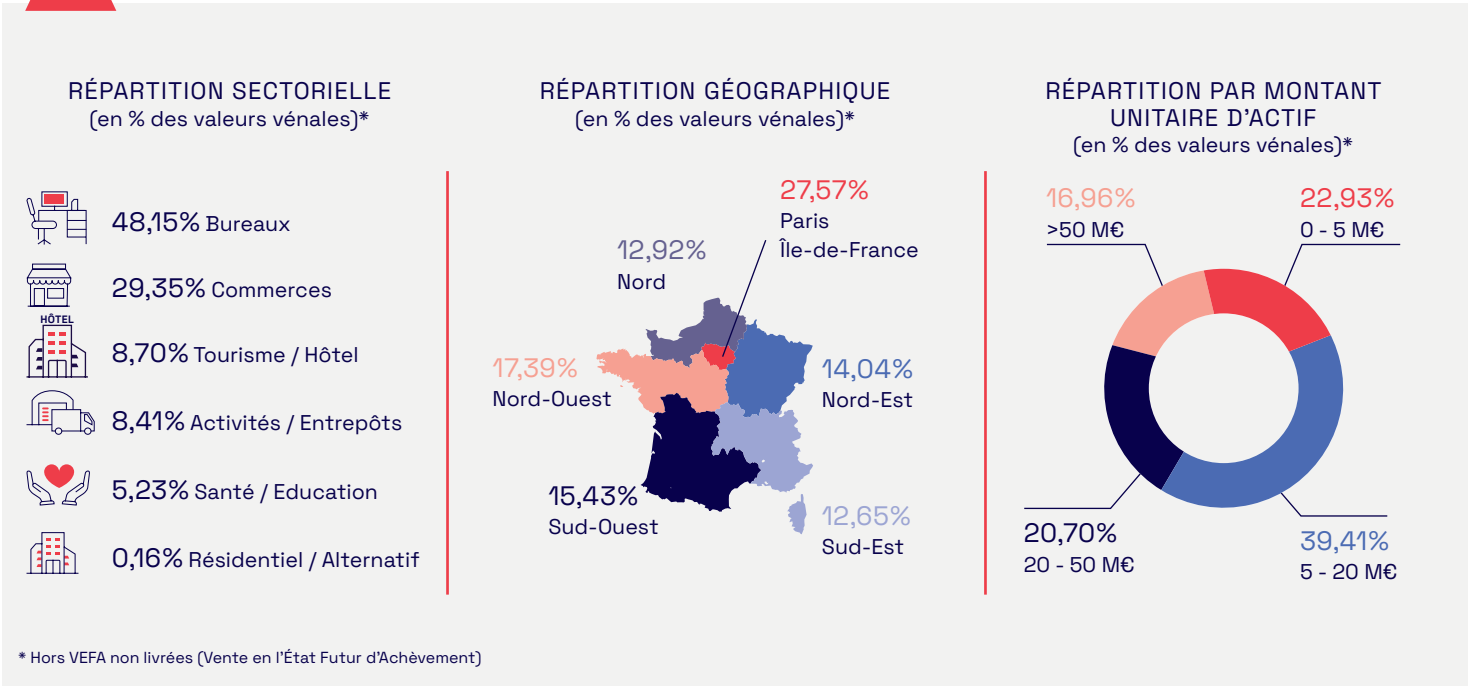 RÉPARTITION SECTORIELLE
(en % des valeurs vénales)*
48,15% Bureaux
29,35% Commerces
HÔTEL
8,70% Tourisme / Hôtel
8,41% Activités / Entrepôts
5,23% Santé / Education
0,16% Résidentiel / Alternatif
RÉPARTITION GÉOGRAPHIQUE
(en % des valeurs vénales)*
27,57%
Paris
Île-de-France
12,92%
Nord
17,39%
Nord-Ouest
14,04%
Nord-Est
15,43%
Sud-Ouest
12,65%
Sud-Est
RÉPARTITION PAR MONTANT
UNITAIRE D’ACTIF
(en % des valeurs vénales)*
16,96%
>50 M€
22,93%
0 - 5 M€
20,70%
20 - 50 M€
39,41%
5 - 20 M€
* Hors VEFA non livrées (Vente en l’État Futur d’Achèvement)